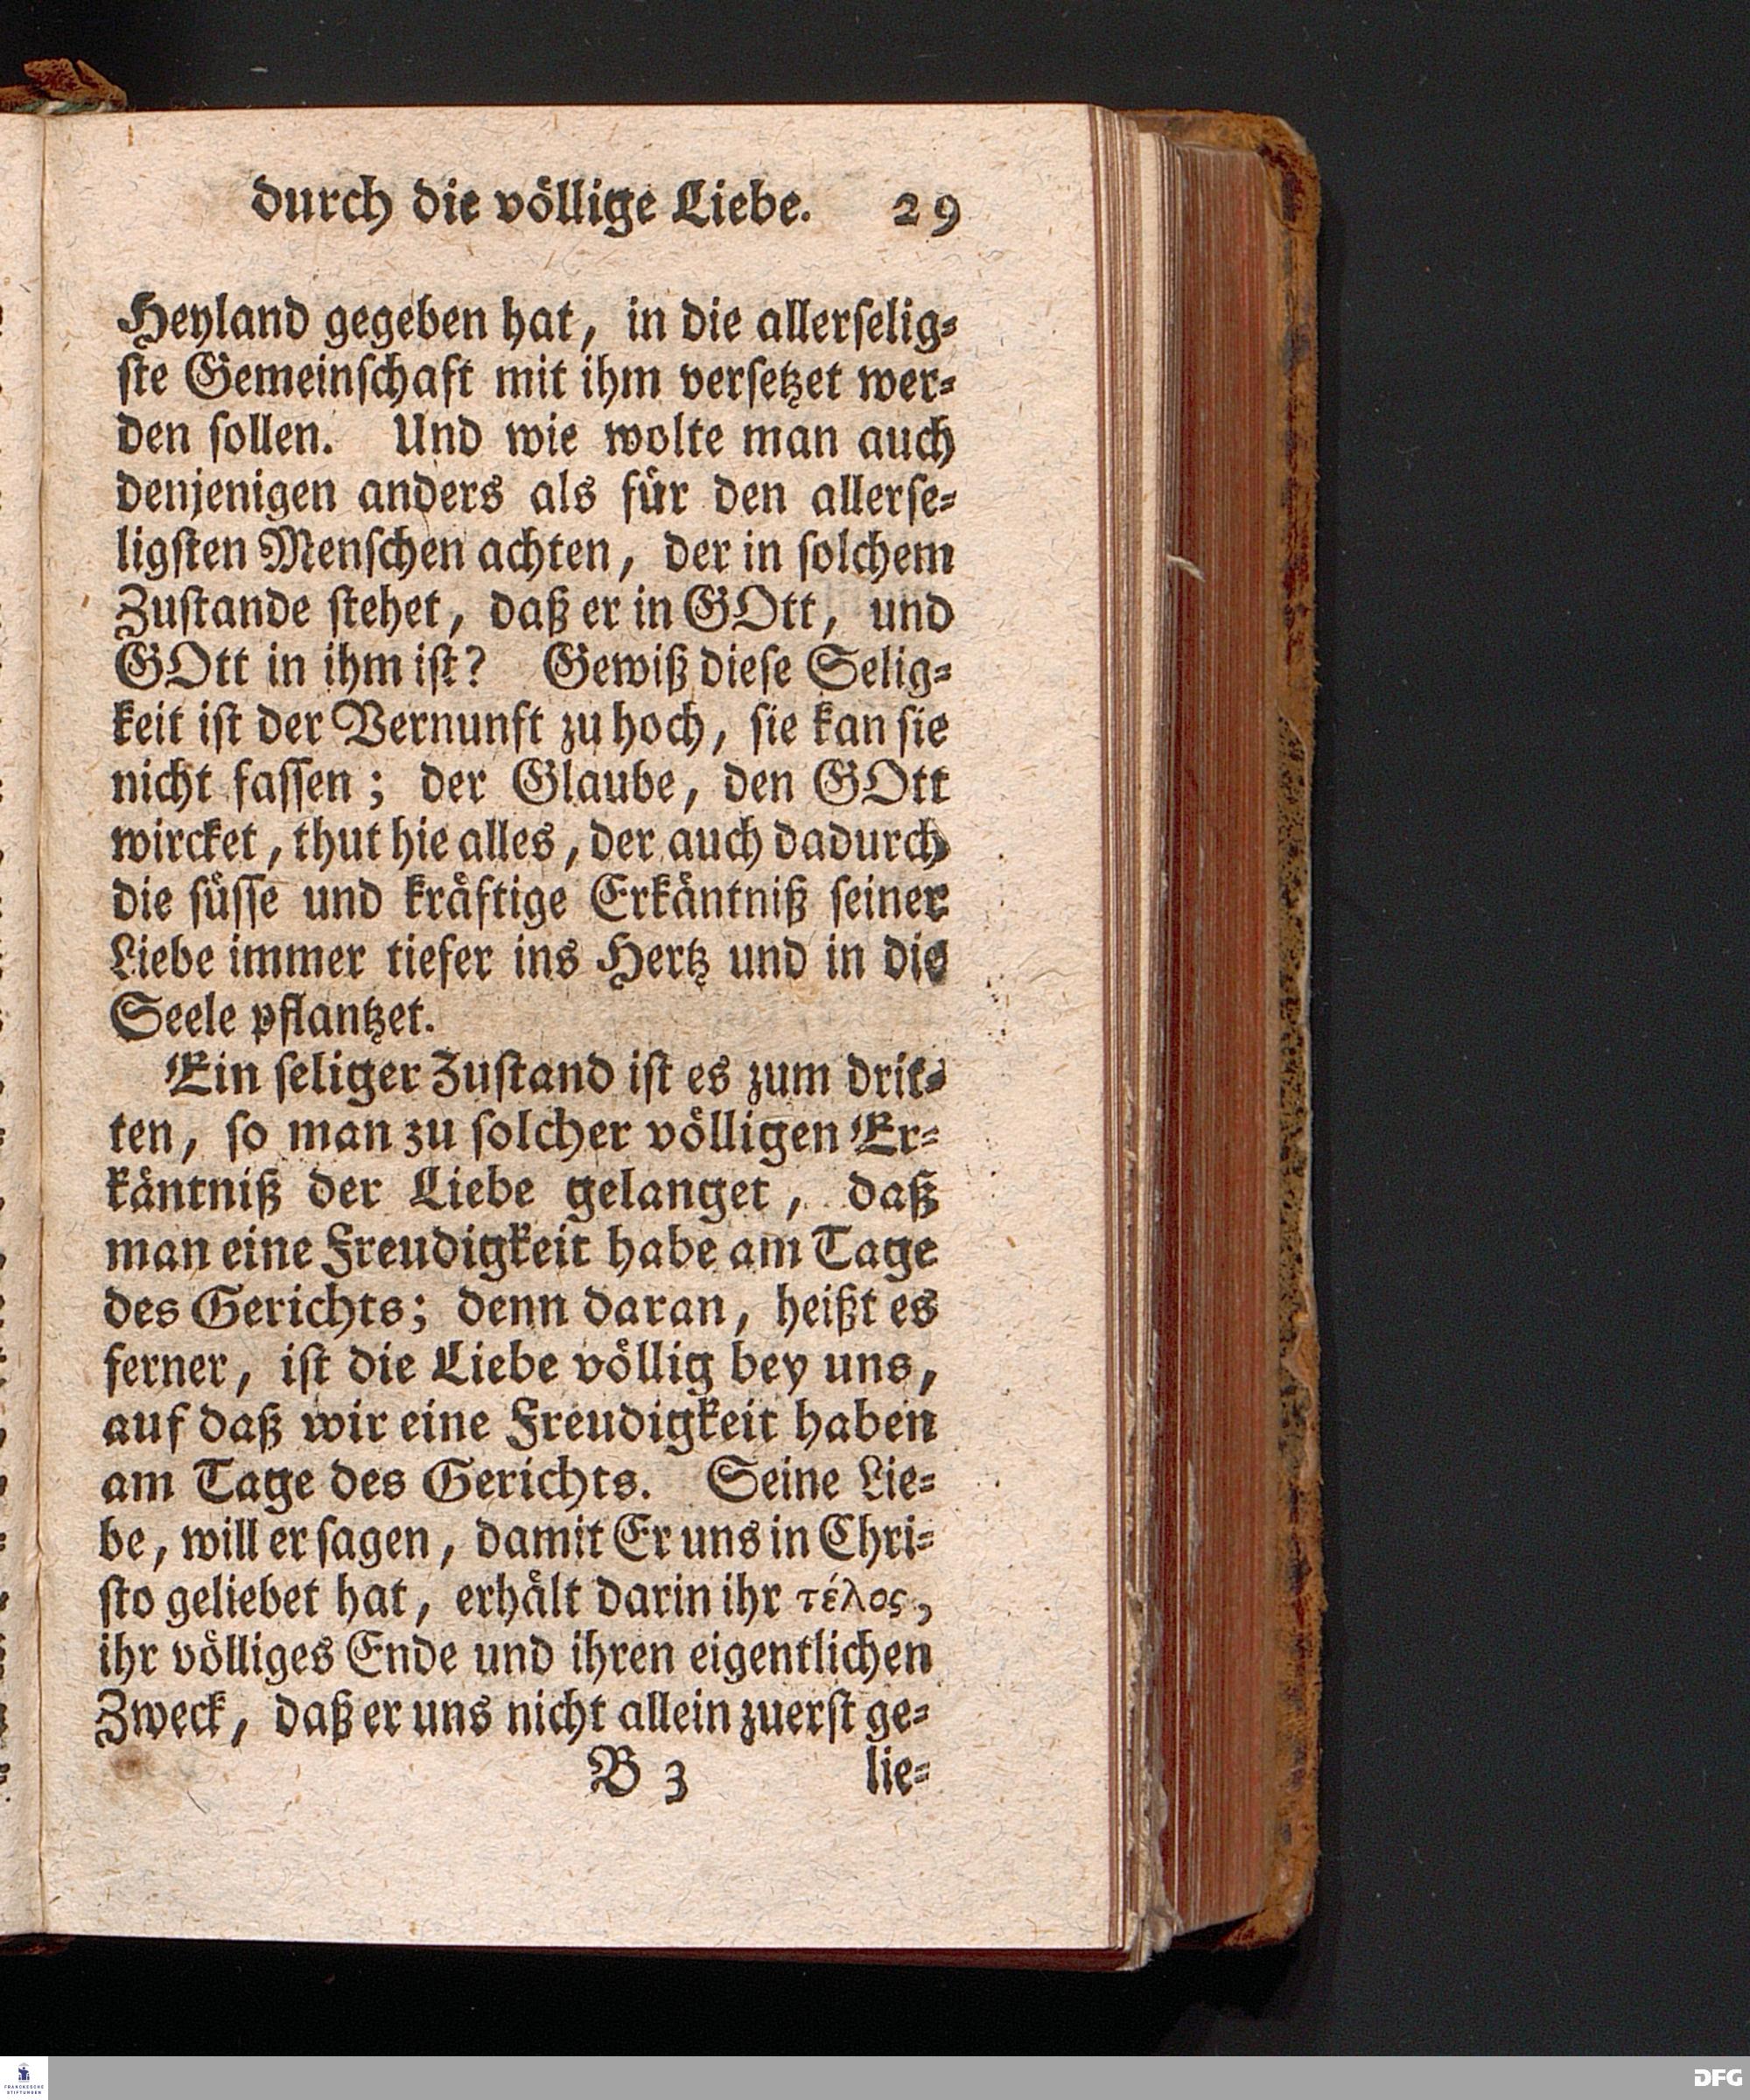 durch die völlige Liebe. 29
Heyland gegeben hat, in die allerſelig⸗
ſte Gemeinſchaft mit ihm verſetzet wer⸗
den ſollen. Und wie wolte man auch
denjenigen anders als für den allerſe⸗
ligſten Menſchen achten, der in ſolchem
Zuſtande ſtehet, daß er in GOtt, und
GOtt in ihm iſt? Gewiß dieſe Selig⸗
keit iſt der Vernunft zu hoch, ſie kan ſie
nicht faſſen; der Glaube, den GOtt
wircket, thut hie alles, der auch dadurch
die ſüſſe und kräftige Erkäntniß ſeiner
Liebe immer tiefer ins Hertz und in die
Seele pflantzet.
Ein ſeliger Zuſtand iſt es zum drit⸗
ten, ſo man zu ſolcher völligen Er⸗
käntniß der Liebe gelanget, daß
man eine Freudigkeit habe am Tage
des Gerichts; denn daran, heißt es
ferner, iſt die Liebe völlig bey uns,
auf daß wir eine Freudigkeit haben
am Tage des Gerichts. Seine Lie⸗
be, will er ſagen, damit Er uns in Chri⸗
ſto geliebet hat, erhält darin ihr τέλος,
ihr völliges Ende und ihren eigentlichen
Zweck, daß er uns nicht allein zuerſt ge⸗
B 3 lie⸗
FRANCKESCHE
STIFTUNGEN
DFG